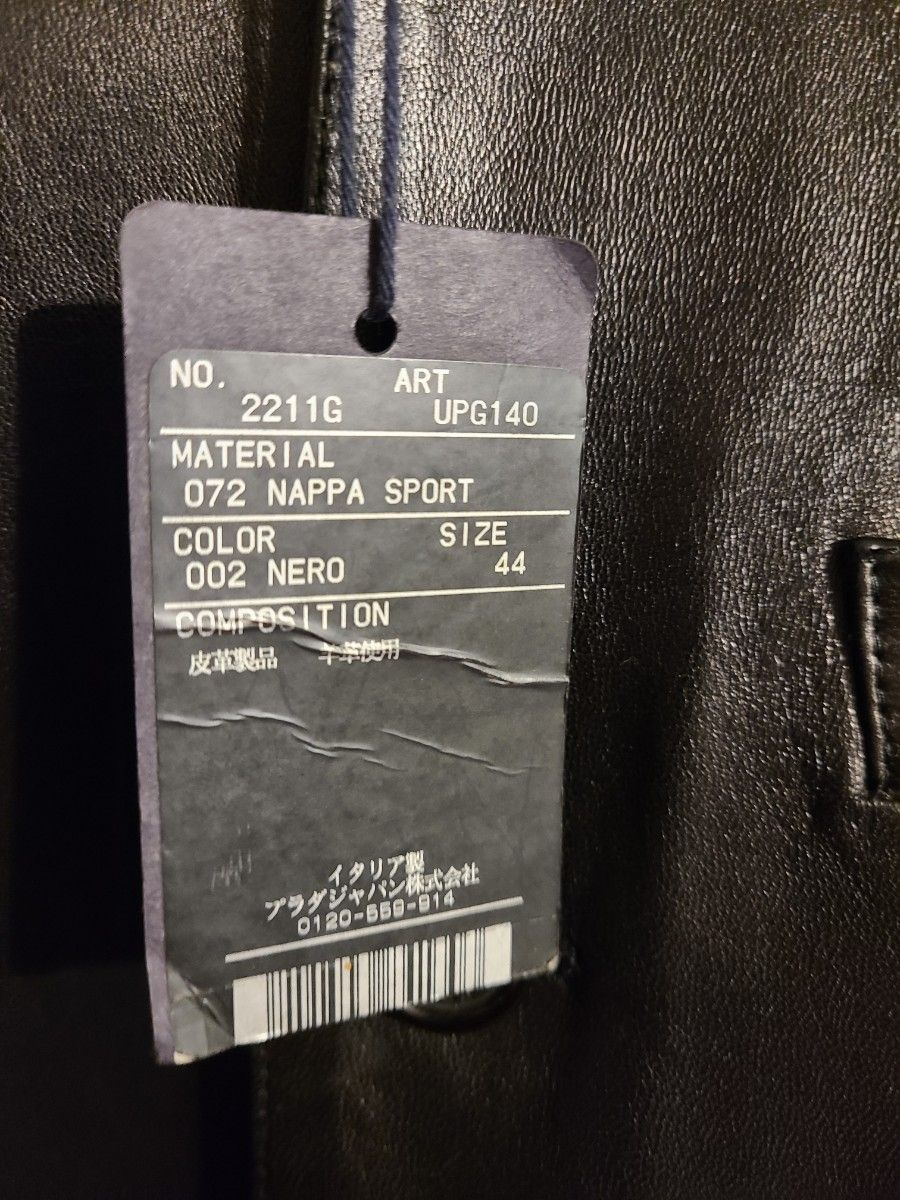 NO. ART
2211G UPG140
MATERIAL
072 NAPPA SPORT
COLOR SIZE
002 NERO 44
COMPOSITION
皮革製品 羊革使用
イタリア製
プラダジャパン株式会社
0120-559-914